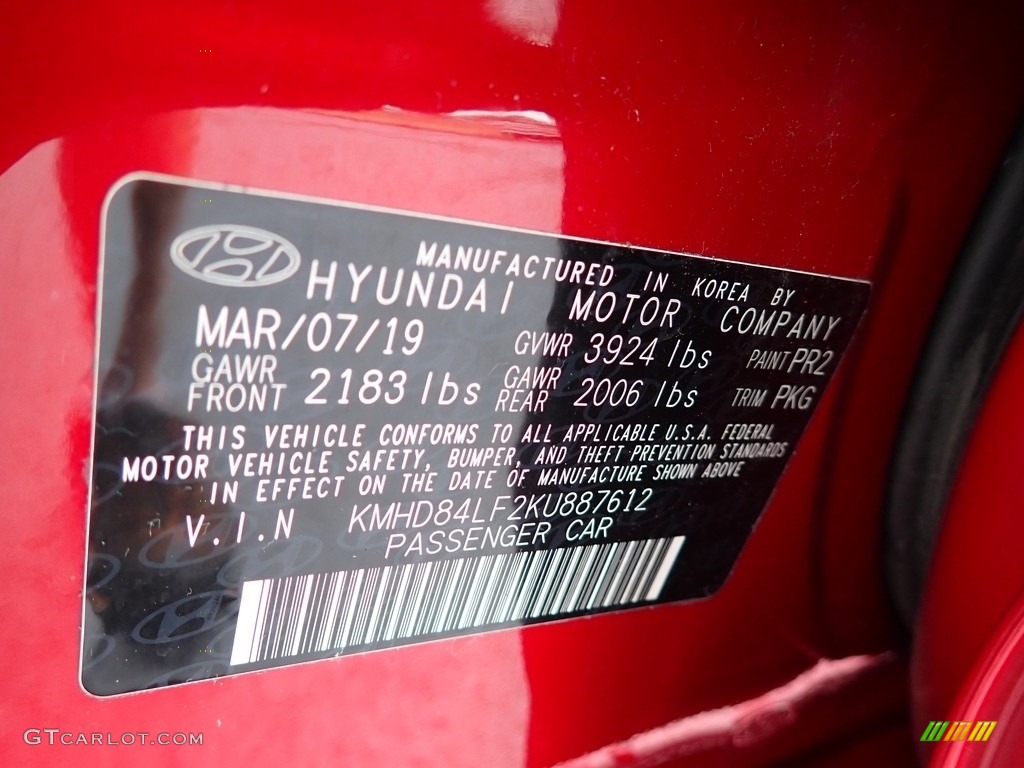 MANUFACTURED IN KOREA BY
HYUNDAI MOTOR COMPANY
MAR/07/19 GVWR 3924 lbs PAINT PR2
GAWR FRONT 2183 lbs GAWR REAR 2006 lbs TRIM PKG
THIS VEHICLE CONFORMS TO ALL APPLICABLE U.S.A. FEDERAL
MOTOR VEHICLE SAFETY, BUMPER, AND THEFT PREVENTION STANDARDS
IN EFFECT ON THE DATE OF MANUFACTURE SHOWN ABOVE
V.I.N KMHD84LF2KU887612
PASSENGER CAR
GTCARLOT.COM